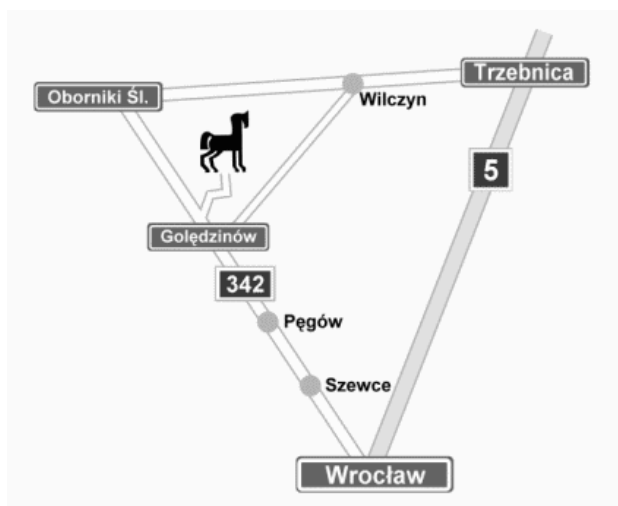 Trzebnica
Oborniki Śl.
Wilczyn
5
Golędzinów
342
Pęgów
Szewce
Wrocław